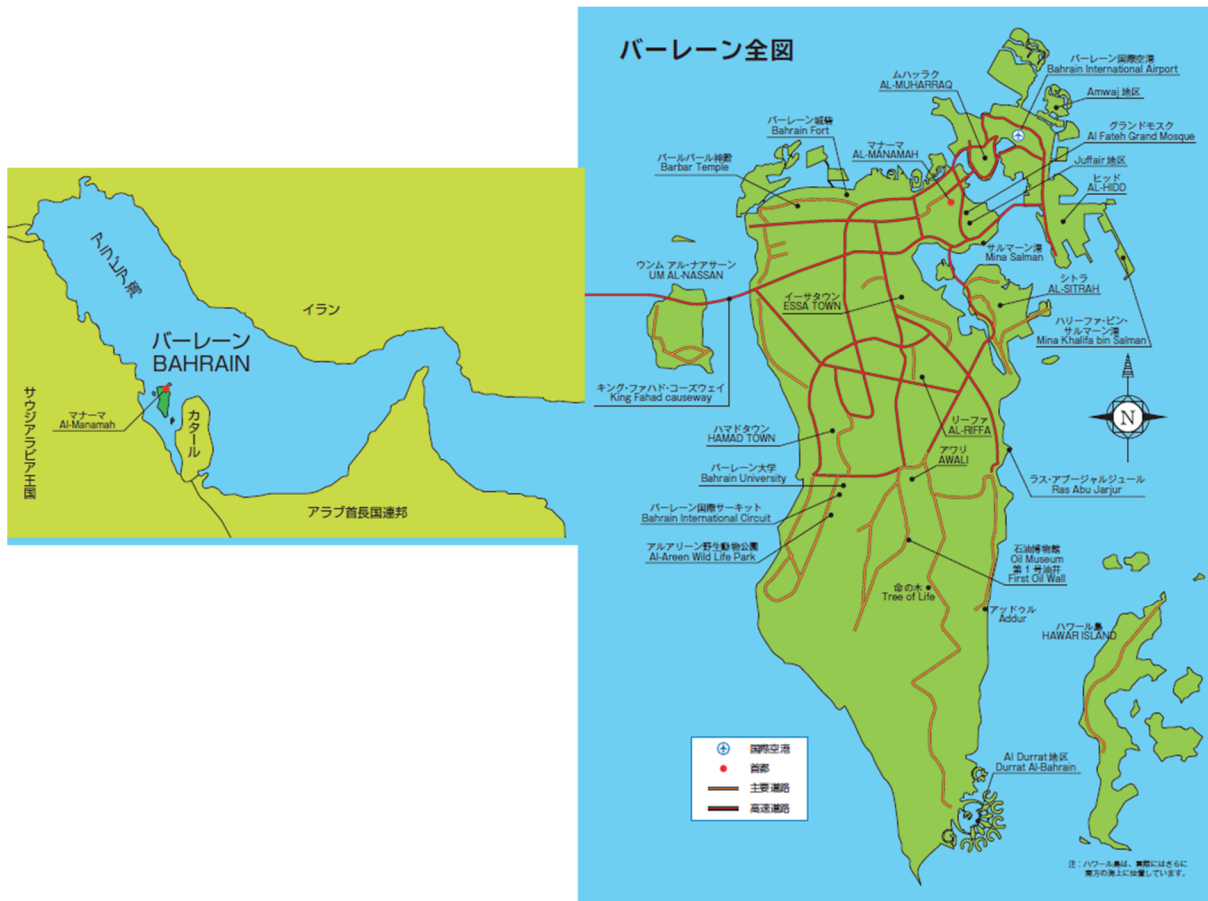 アラビア湾
イラン
バーレーン
BAHRAIN
マナーマ
Al-Manamah
カタール
サウジアラビア王国
アラブ首長国連邦
バーレーン全図
バーレーン国際空港
Bahrain International Airport
ムハッラク
AL-MUHARRAQ
Amwaj 地区
バーレーン城砦
Bahrain Fort
グランドモスク
Al Fateh Grand Mosque
マナーマ
AL-MANAMAH
バールバール神殿
Barbar Temple
Juffair 地区
ヒッド
AL-HIDD
サルマーン港
Mina Salman
ウンム アル・ナアサーン
UM AL-NASSAN
シトラ
AL-SITRAH
イーサタウン
ESSA TOWN
ハリーファ・ビン・
サルマーン港
Mina Khalifa bin Salman
キング・ファハド・コーズウェイ
King Fahad causeway
N
リーファ
AL-RIFFA
ハマドタウン
HAMAD TOWN
アワリ
AWALI
バーレーン大学
Bahrain University
ラス・アブージャルジュール
Ras Abu Jarjur
バーレーン国際サーキット
Bahrain International Circuit
アルアリーン野生動物公園
Al-Areen Wild Life Park
石油博物館
Oil Museum
第1号油井
First Oil Wall
命の木
Tree of Life
アッドゥル
Addur
ハワール島
HAWAR ISLAND
Al Durrat 地区
Durrat Al-Bahrain
国際空港
首都
主要道路
高速道路
注：ハワール島は、実際にはさらに
南方の海上に位置しています。